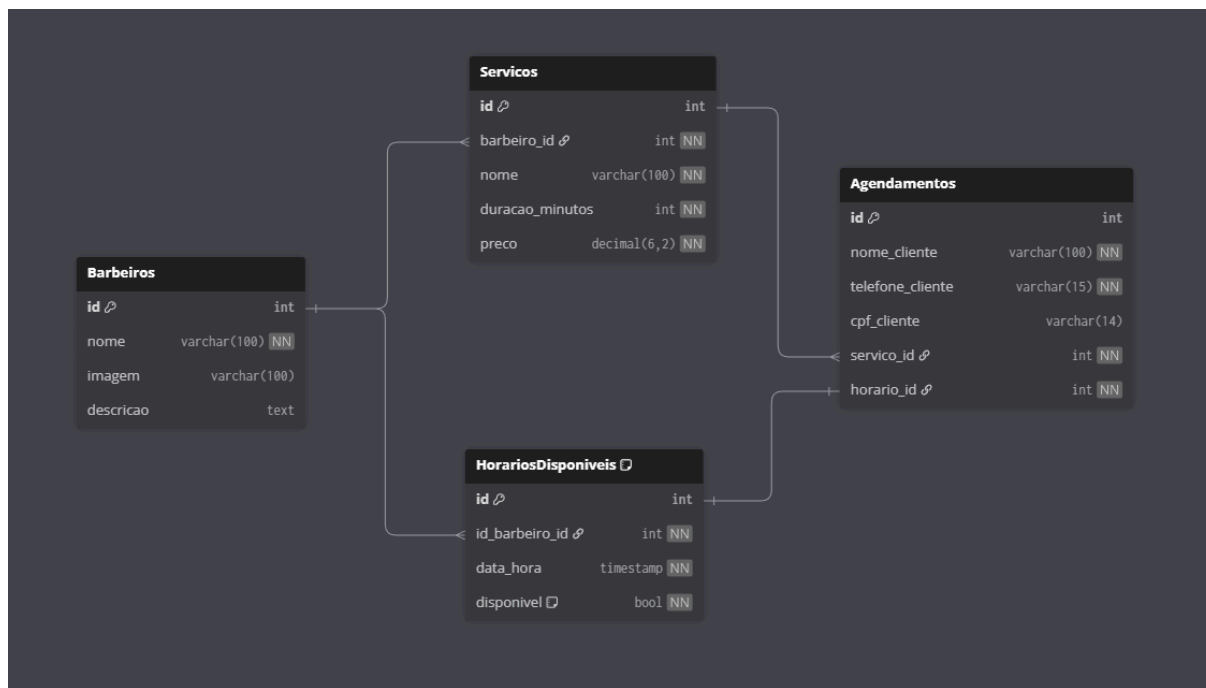 Servicos
id int
barbeiro_id int NN
nome varchar(100) NN
duracao_minutos int NN
preco decimal(6,2) NN
Agendamentos
id int
nome_cliente varchar(100) NN
telefone_cliente varchar(15) NN
cpf_cliente varchar(14)
servico_id int NN
horario_id int NN
Barbeiros
id int
nome varchar(100) NN
imagem varchar(100)
descricao text
HorariosDisponiveis
id int
id_barbeiro_id int NN
data_hora timestamp NN
disponivel bool NN